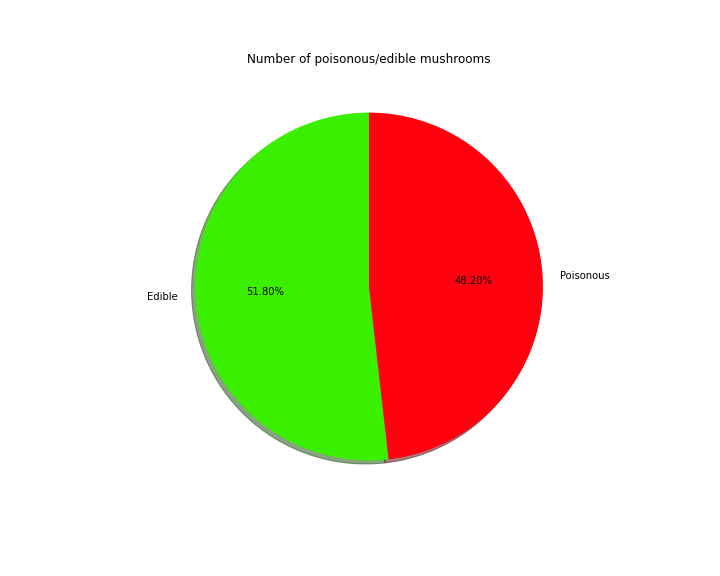 Number of poisonous/edible mushrooms
Poisonous
48.20%
51.80%
Edible